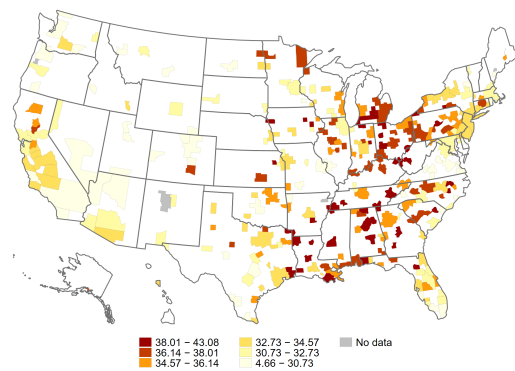 38.01 − 43.08 32.73 − 34.57 No data
36.14 − 38.01 30.73 − 32.73
34.57 − 36.14 4.66 − 30.73